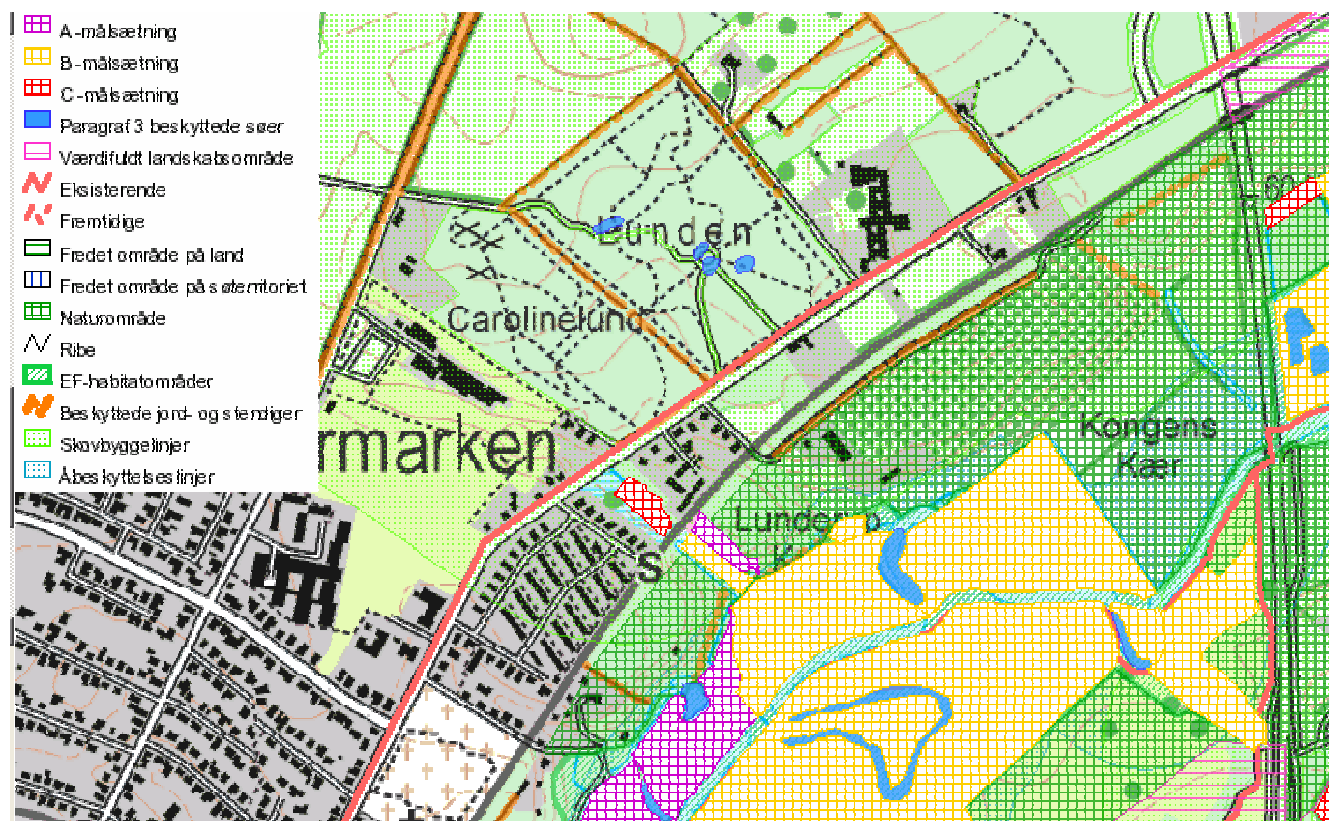 A-målsætning
B-målsætning
C-målsætning
Paragraf 3 beskyttede søer
Værdifuldt landskabsområde
Eksisterende
Fremtidige
Fredet område på land
Fredet område på søterritoriet
Naturområde
Ribe
EF-habitatområder
Beskyttede jord- og stendiger
Skovbyggelinjer
Åbeskyttelseslinjer
Lunden
Carolinelund
rmarken
Kongens
Kær
S